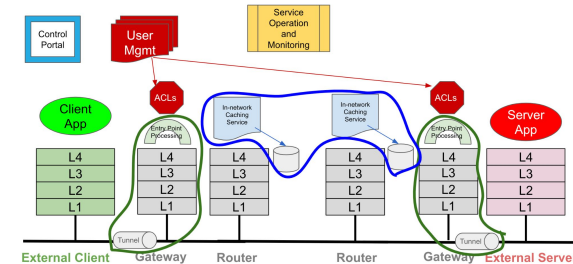 Control
Portal
User
Mgmt
Service
Operation
and
Monitoring
Client
App
ACLs
Entry Point
Processing
In-network
Caching
Service
In-network
Caching
Service
ACLs
Entry Point
Processing
Server
App
L4
L3
L2
L1
L4
L3
L2
L1
L4
L3
L2
L1
L4
L3
L2
L1
L4
L3
L2
L1
L4
L3
L2
L1
Tunnel
Tunnel
External Client
Gateway
Router
Router
Gateway
External Serve